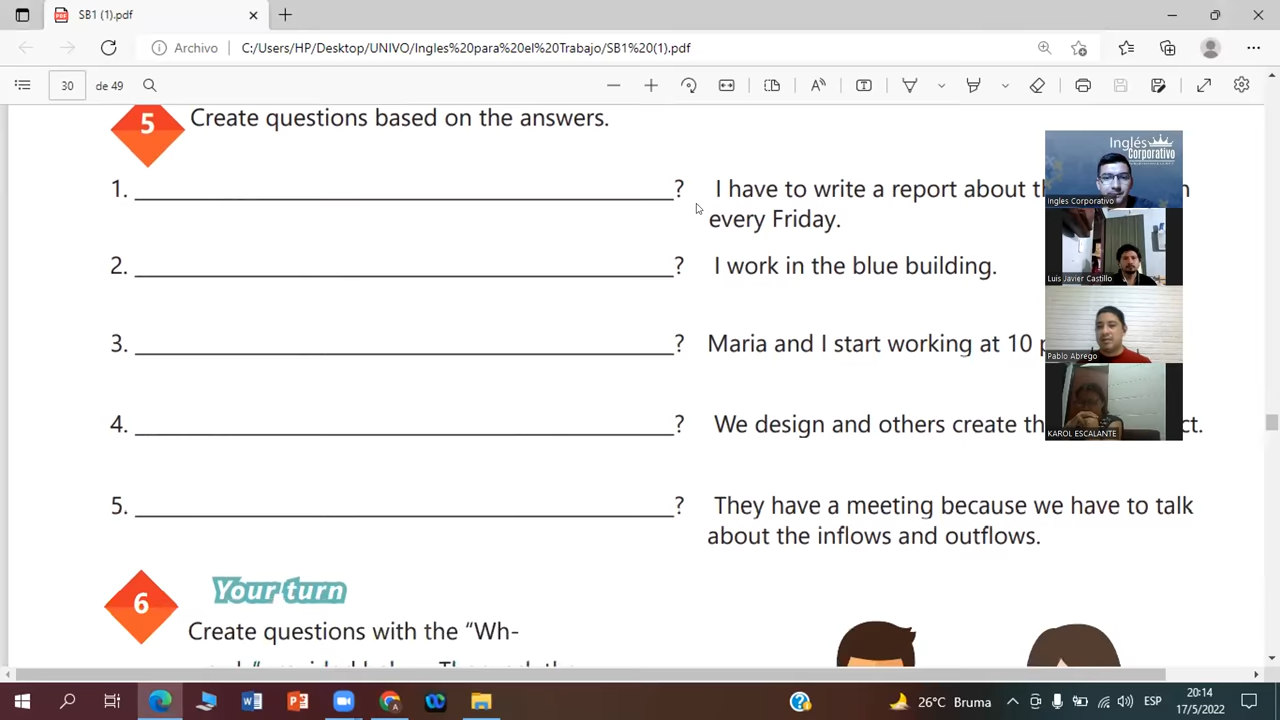 SB1 (1).pdf
Archivo C:/Users/HP/Desktop/UNIVO/Ingles%20para%20el%20Trabajo/SB1%20(1).pdf
30 de 49
5 Create questions based on the answers.
1. ? I have to write a report about
every Friday.
2. ? I work in the blue building.
3. ? Maria and I start working at 10
4. ? We design and others create
5. ? They have a meeting because we have to talk
about the inflows and outflows.
6 Your turn
Create questions with the “Wh-
Inglés
Corporativo
Ingles Corporativo
Luis Javier Castillo
Pablo Abrego
KAROL ESCALANTE
26°C Bruma
ESP
20:14
17/5/2022